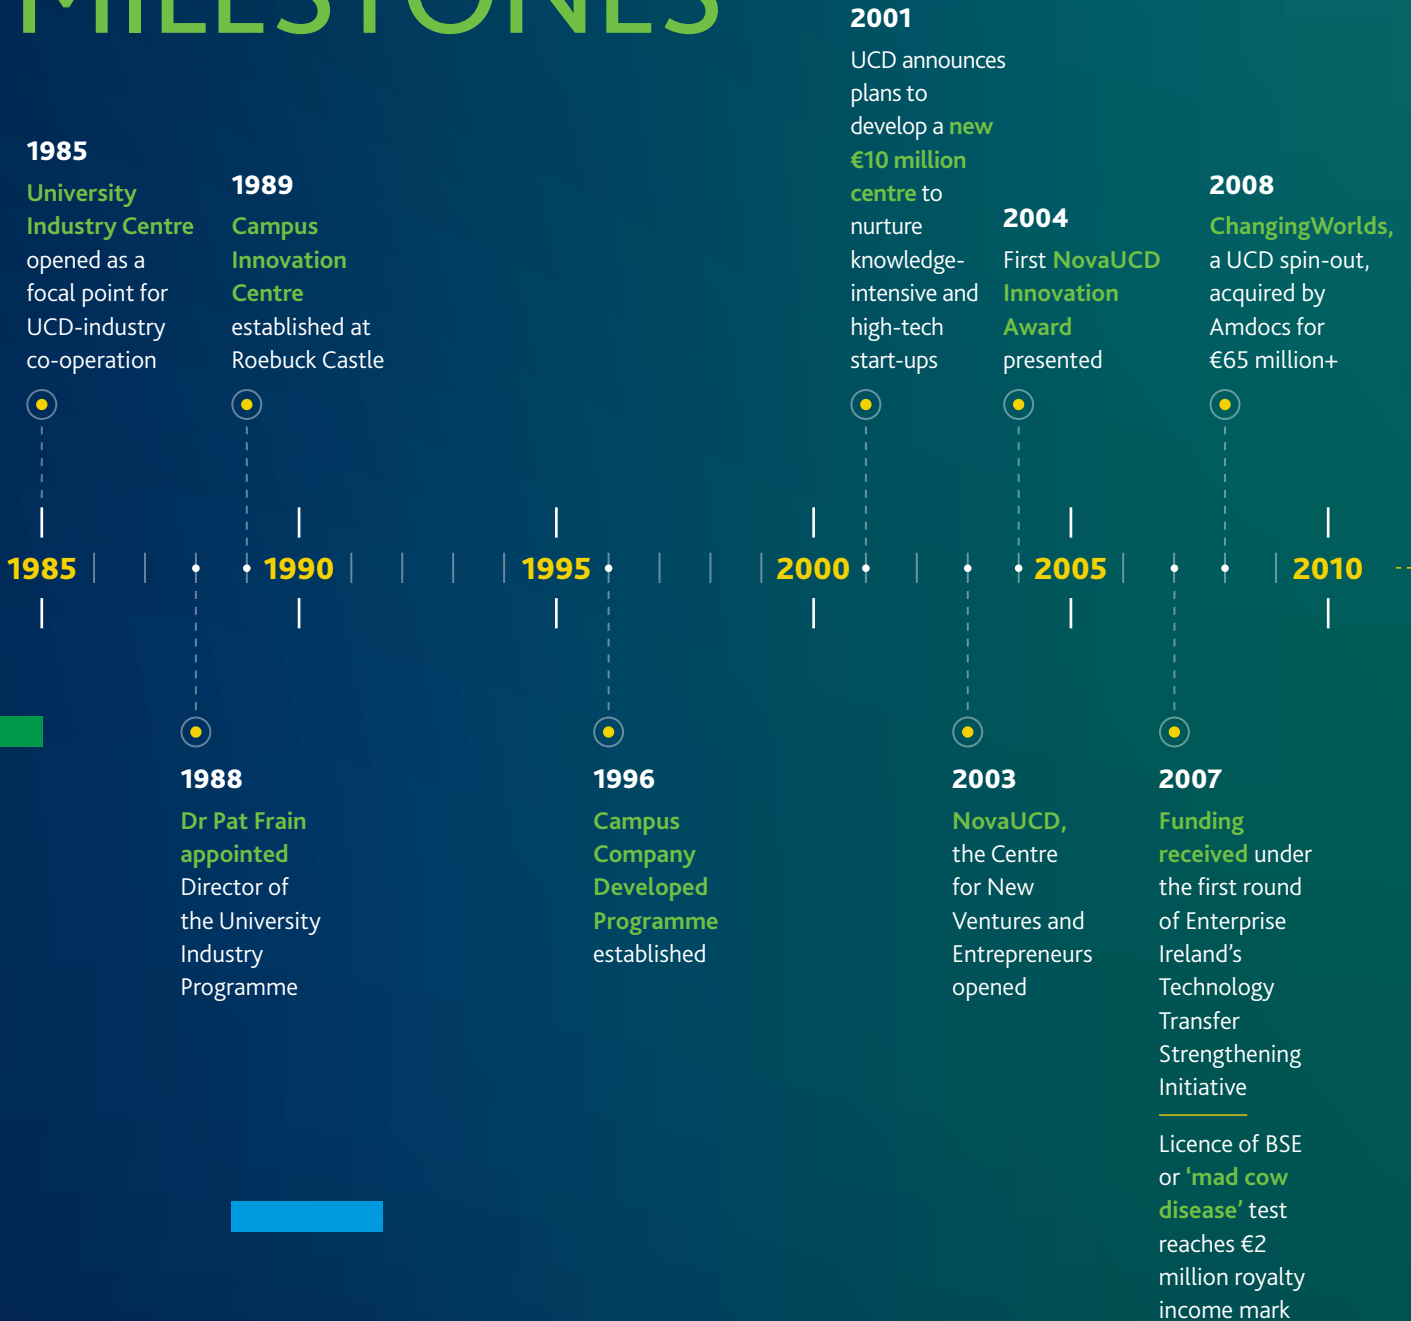 MILESTONES
1985
University
Industry Centre
opened as a
focal point for
UCD-industry
co-operation
1989
Campus
Innovation
Centre
established at
Roebuck Castle
2001
UCD announces
plans to
develop a new
€10 million
centre to
nurture
knowledge-
intensive and
high-tech
start-ups
2004
First NovaUCD
Innovation
Award
presented
2008
ChangingWorlds,
a UCD spin-out,
acquired by
Amdocs for
€65 million+
1985 1990 1995 2000 2005 2010
1988
Dr Pat Frain
appointed
Director of
the University
Industry
Programme
1996
Campus
Company
Developed
Programme
established
2003
NovaUCD,
the Centre
for New
Ventures and
Entrepreneurs
opened
2007
Funding
received under
the first round
of Enterprise
Ireland's
Technology
Transfer
Strengthening
Initiative
Licence of BSE
or 'mad cow
disease' test
reaches €2
million royalty
income mark